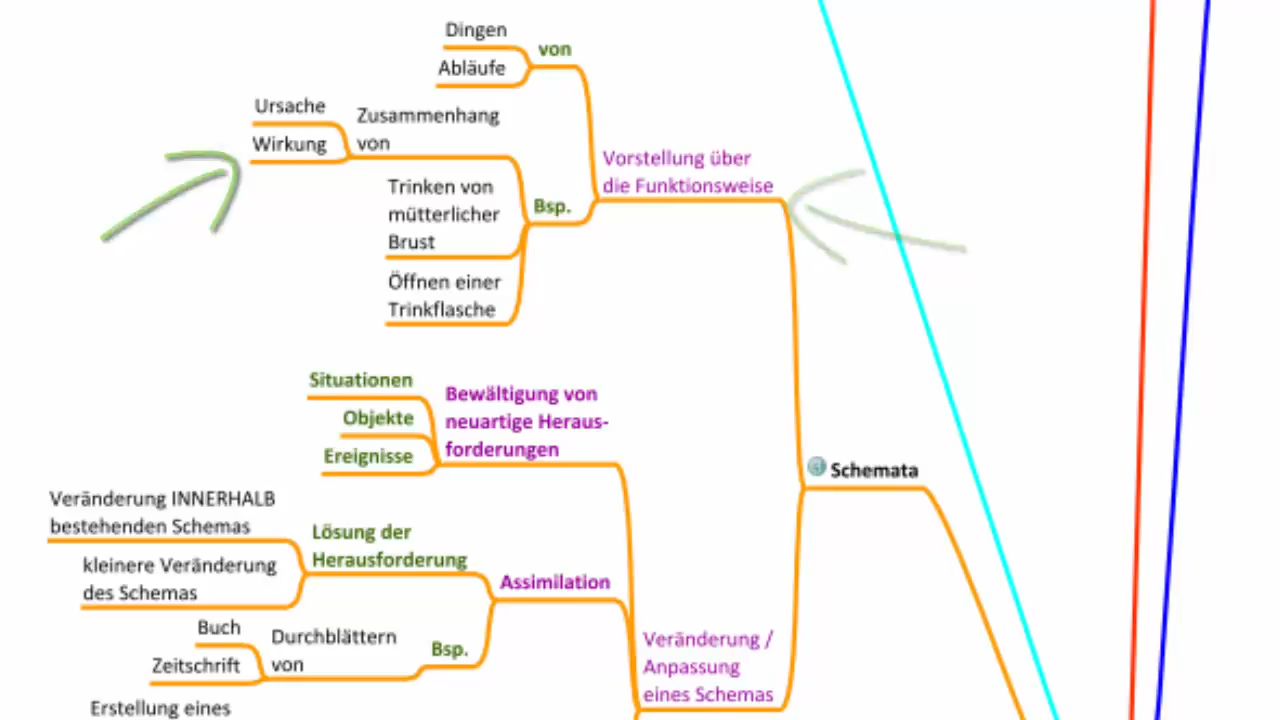 Dingen
von
Abläufe
Ursache
Wirkung
Zusammenhang
von
Vorstellung über
die Funktionsweise
Trinken von
mütterlicher
Brust
Bsp.
Öffnen einer
Trinkflasche
Situationen
Objekte
Ereignisse
Bewältigung von
neuartige Heraus-
forderungen
Schemata
Veränderung INNERHALB
bestehenden Schemas
kleinere Veränderung
des Schemas
Lösung der
Herausforderung
Assimilation
Buch
Zeitschrift
Durchblättern
von
Bsp.
Veränderung /
Anpassung
eines Schemas
Erstellung eines